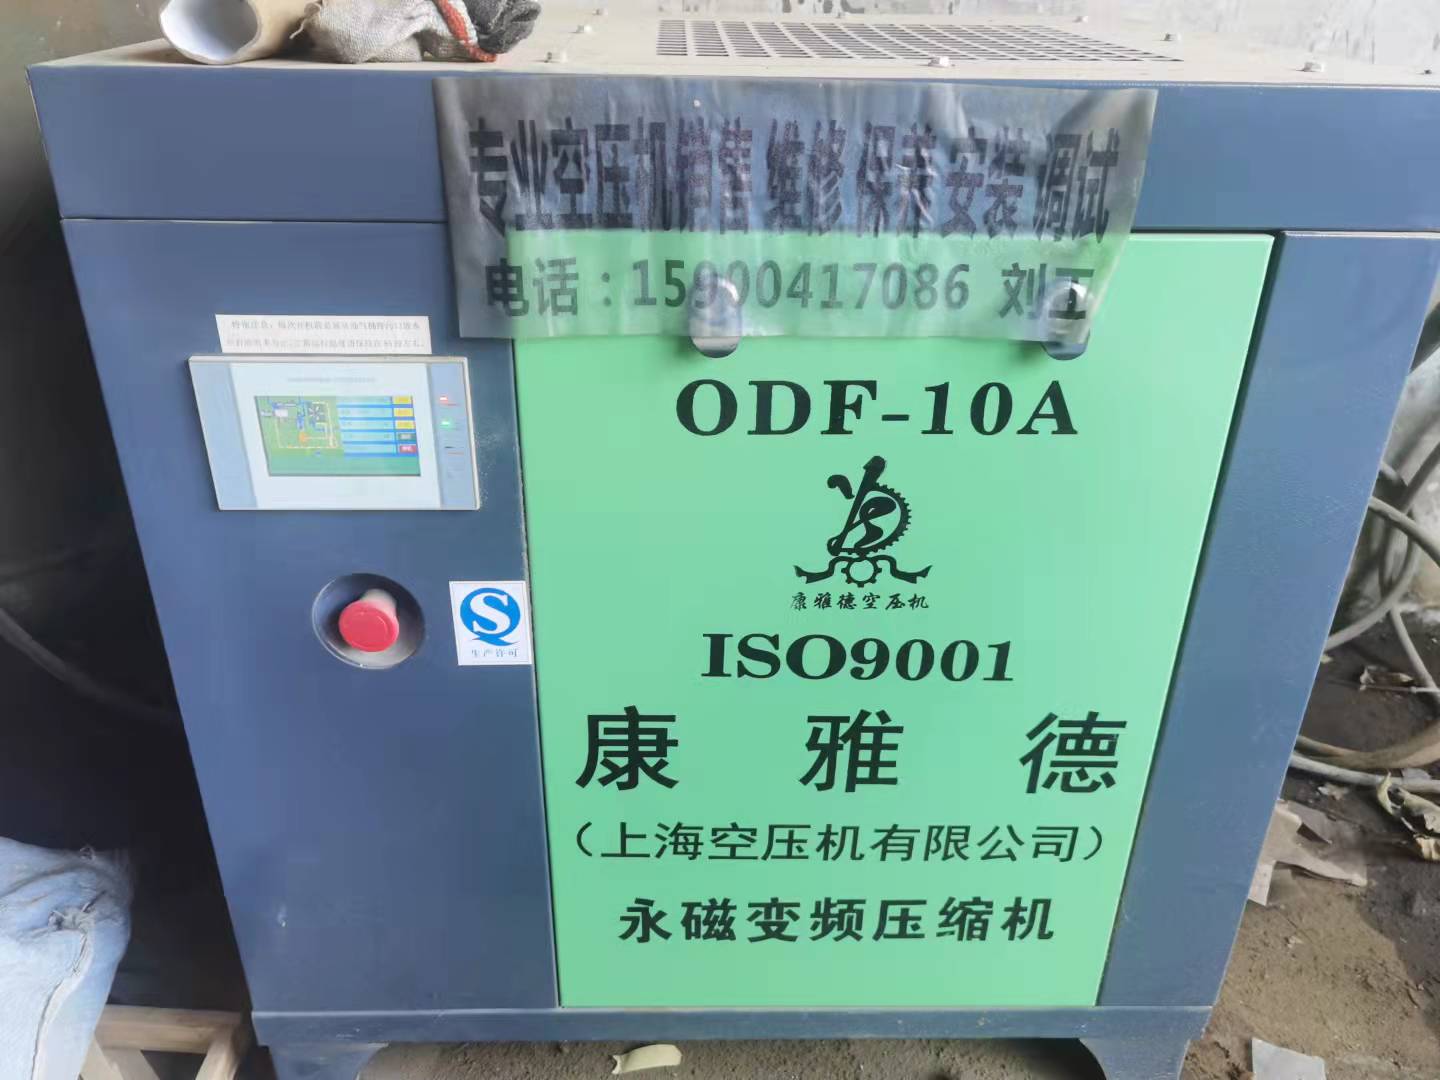 专业空压机销售 维修 保养 安装 调试
电话：15900417086 刘工
ODF-10A
康雅德空压机
ISO9001
生产许可
康雅德
（上海空压机有限公司）
永磁变频压缩机